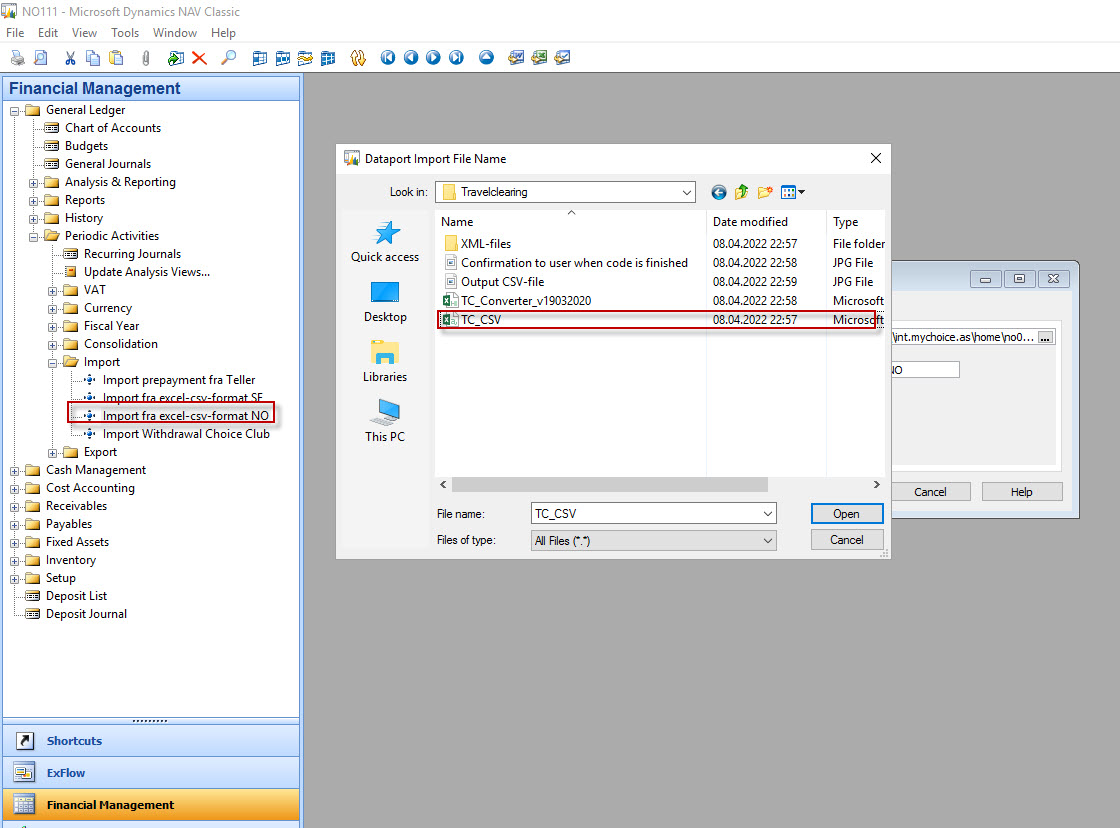 NO111 - Microsoft Dynamics NAV Classic
File Edit View Tools Window Help
Financial Management
General Ledger
Chart of Accounts
Budgets
General Journals
Analysis & Reporting
Reports
History
Periodic Activities
Recurring Journals
Update Analysis Views...
VAT
Currency
Fiscal Year
Consolidation
Import
Import prepayment fra Teller
Import fra excel-csv-format SE
Import fra excel-csv-format NO
Import Withdrawal Choice Club
Export
Cash Management
Cost Accounting
Receivables
Payables
Fixed Assets
Inventory
Setup
Deposit List
Deposit Journal
Shortcuts
ExFlow
Financial Management
Dataport Import File Name
Look in: Travelclearing
Quick access
Desktop
Libraries
This PC
Name Date modified Type
XML-files 08.04.2022 22:57 File folder
Confirmation to user when code is finished 08.04.2022 22:58 JPG File
Output CSV-file 08.04.2022 22:59 JPG File
TC_Converter_v19032020 08.04.2022 22:58 Microsoft
TC_CSV 08.04.2022 22:57 Microsoft
File name: TC_CSV Open
Files of type: All Files (*.*) Cancel
\int.mychoice.as\home\no0... ...
NO
Cancel Help